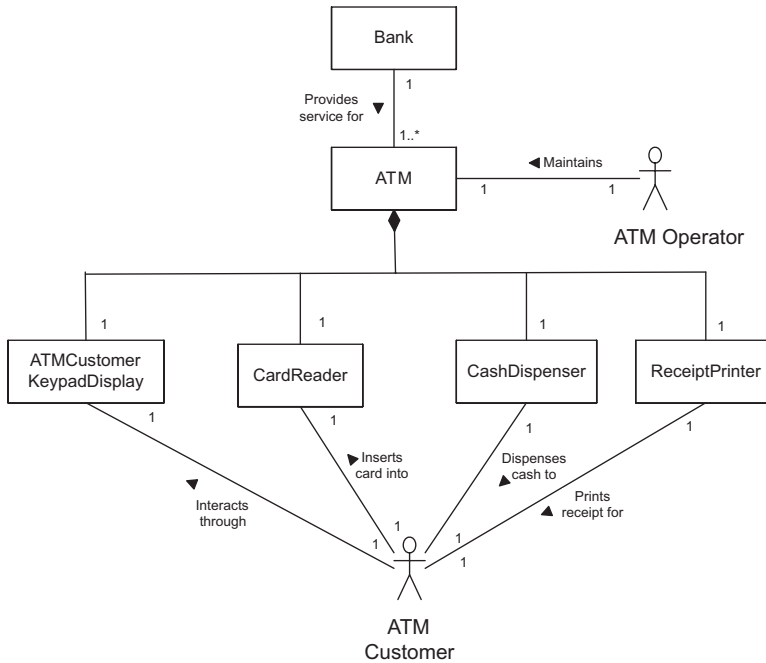 Bank
1
Provides
service for
1..*
ATM
Maintains
1
1
ATM Operator
1
1
1
1
ATMCustomer
KeypadDisplay
CardReader
CashDispenser
ReceiptPrinter
1
1
1
1
Inserts
card into
Dispenses
cash to
Interacts
through
Prints
receipt for
1
1
1
1
ATM
Customer